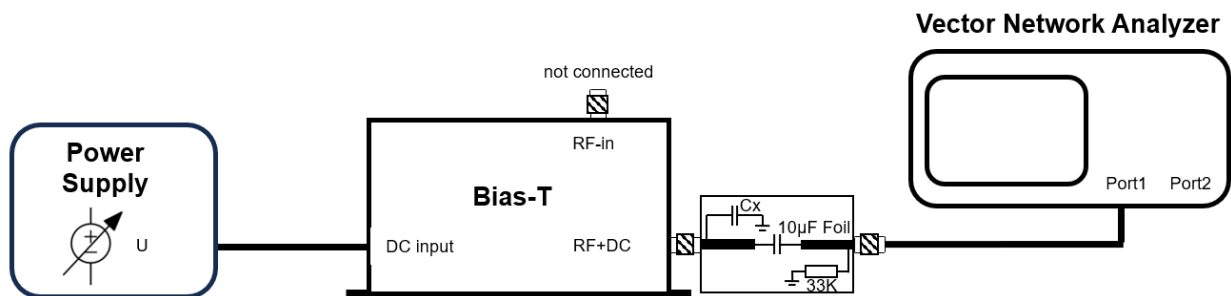 Vector Network Analyzer
not connected
Power
Supply
U
RF-in
Bias-T
DC input
RF+DC
Cx
10µF Foil
33K
Port1
Port2